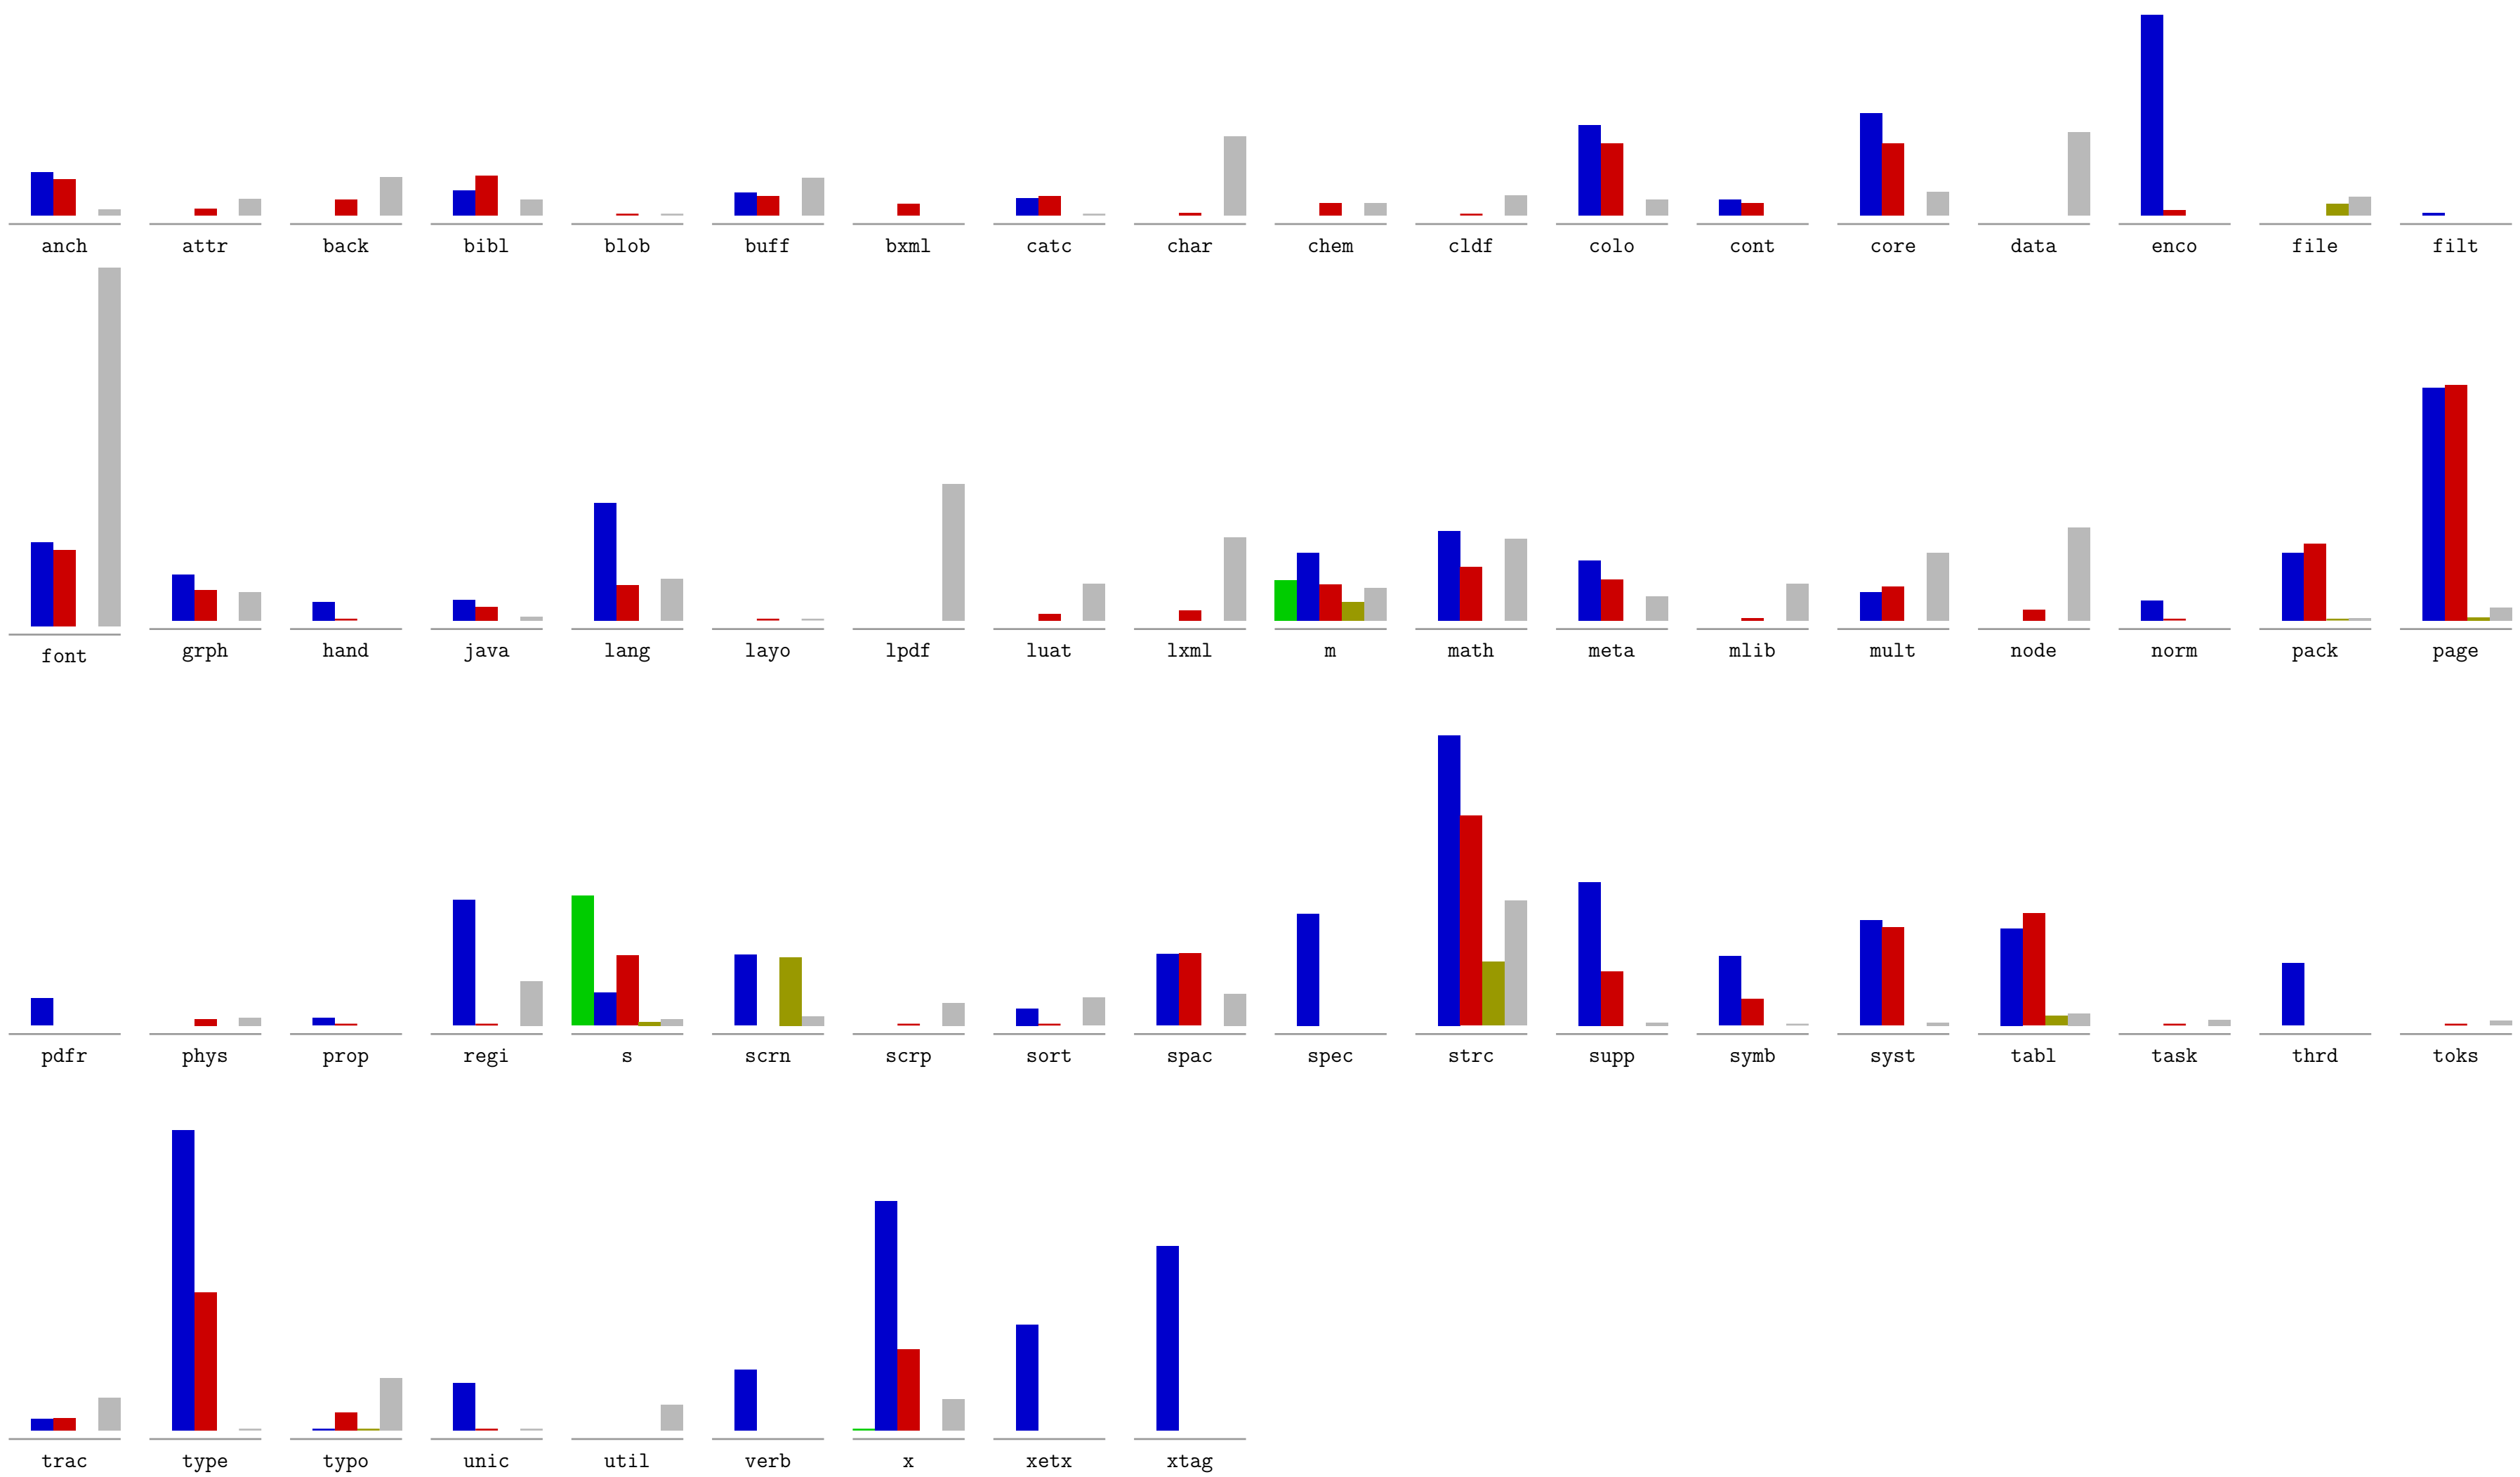 anch attr back bibl blob buff bxml catc char chem cldf colo cont core data enco file filt
font grph hand java lang layo lpdf luat lxml m math meta mlib mult node norm pack page
pdfr phys prop regi s scrn scrp sort spac spec strc supp symb syst tabl task thrd toks
trac type typo unic util verb x xetx xtag